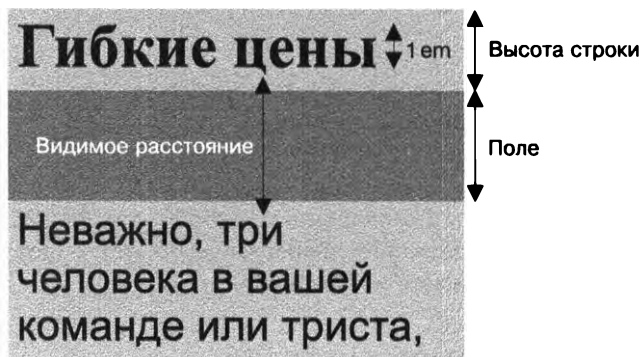 Гибкие цены
1 em
Высота строки
Видимое расстояние
Поле
Неважно, три
человека в вашей
команде или триста,